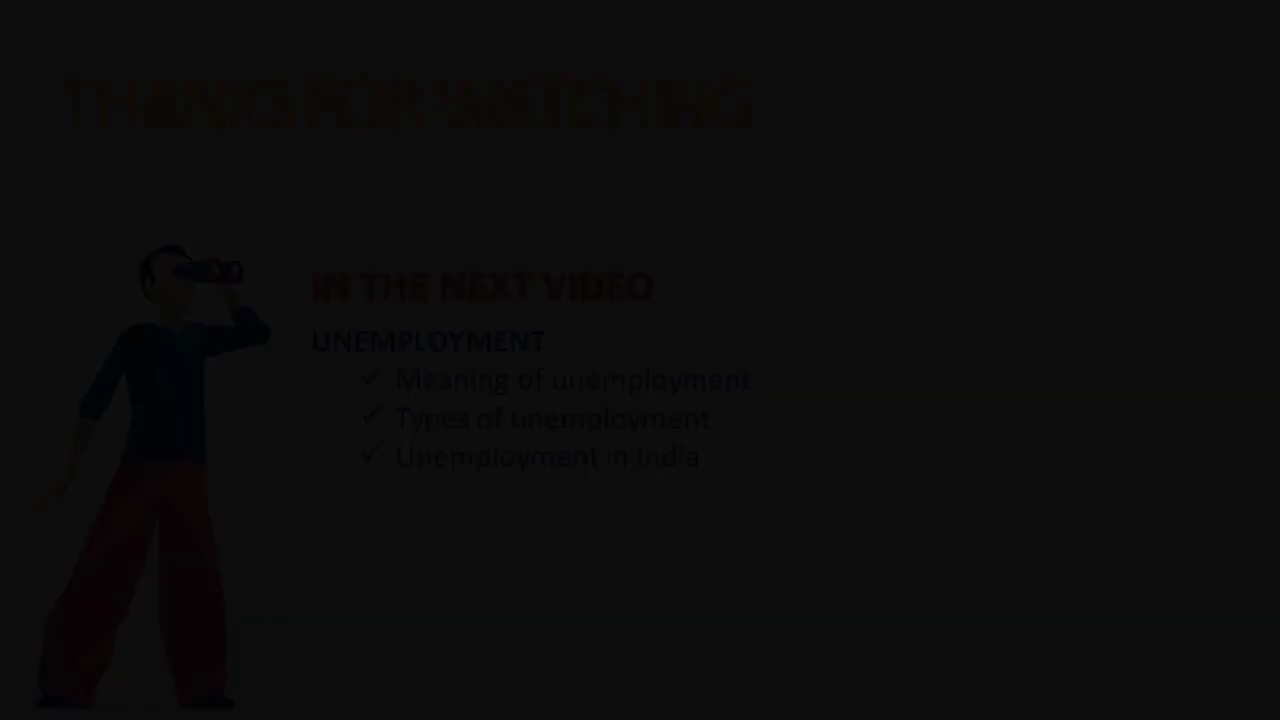 THANKS FOR WATCHING
IN THE NEXT VIDEO
UNEMPLOYMENT
✓ Meaning of unemployment
✓ Types of unemployment
✓ Unemployment in India